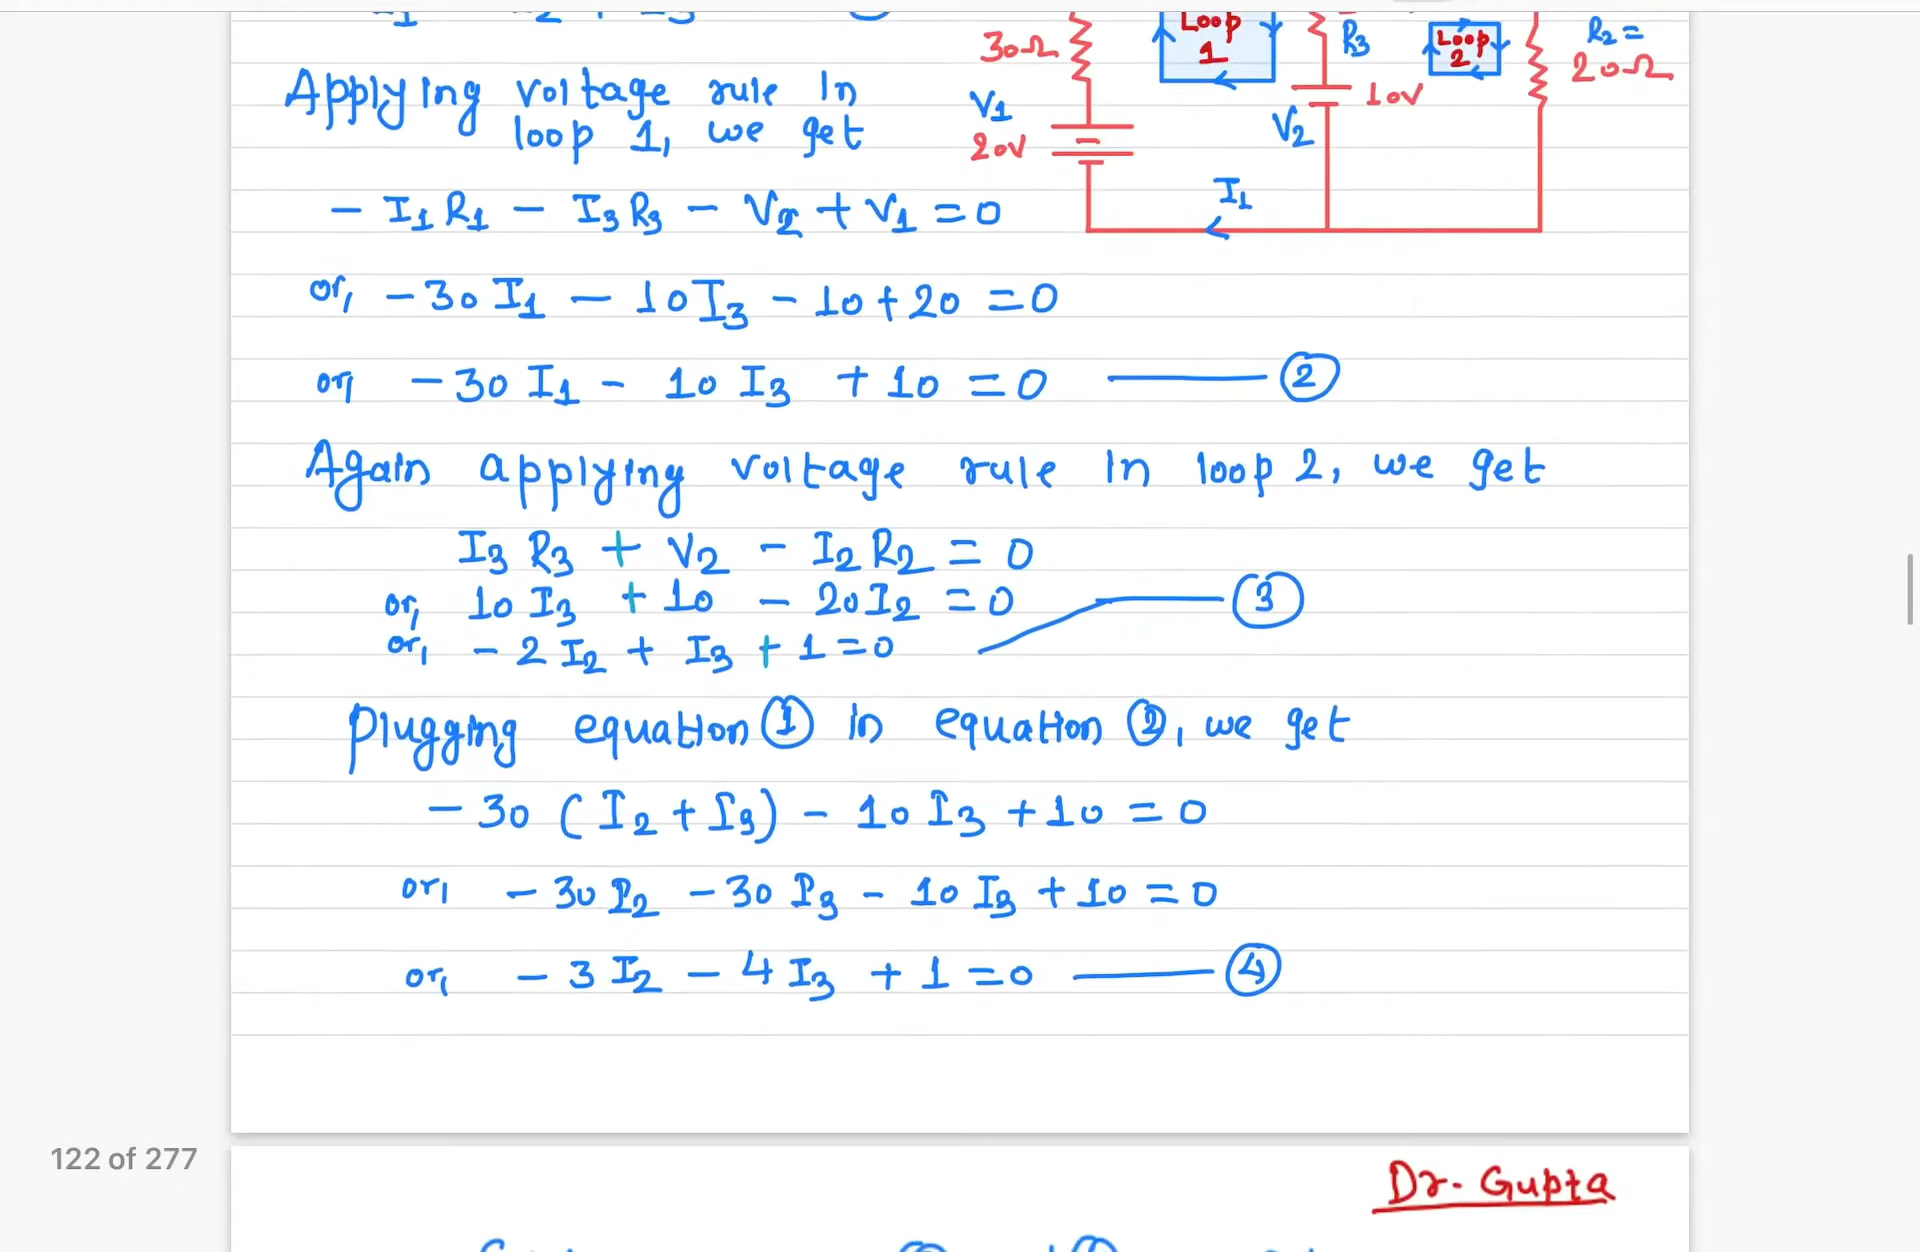 Applying voltage rule in
loop 1, we get
- I1 R1 - I3 R3 - V2 + V1 = 0
or, -30 I1 - 10 I3 - 10 + 20 = 0
or, -30 I1 - 10 I3 + 10 = 0 ②
30Ω
V1
20V
Loop
1
R3
10V
V2
I1
Loop
2
R2 =
20Ω
Again applying voltage rule in loop 2, we get
I3 R3 + V2 - I2 R2 = 0
or, 10 I3 + 10 - 20 I2 = 0 ③
or, - 2 I2 + I3 + 1 = 0
Plugging equation ① in equation ②, we get
- 30 ( I2 + I3 ) - 10 I3 + 10 = 0
or, - 30 I2 - 30 I3 - 10 I3 + 10 = 0
or, - 3 I2 - 4 I3 + 1 = 0 ④
122 of 277
Dr. Gupta